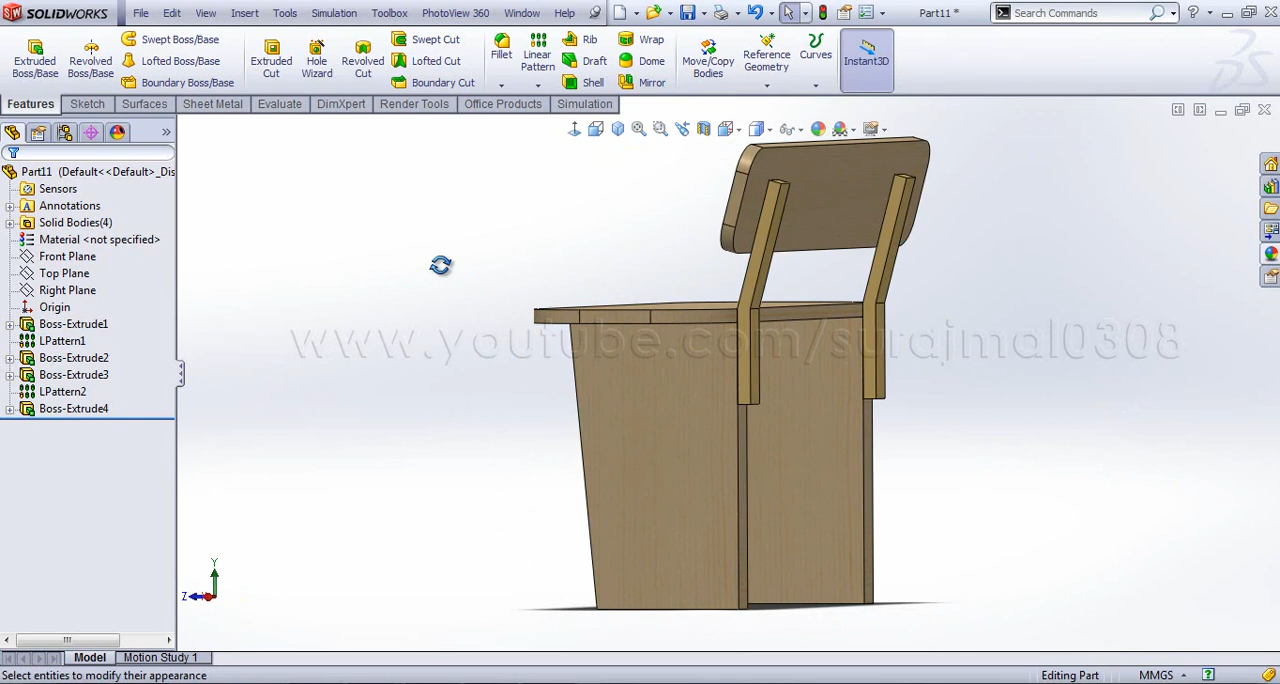 SOLIDWORKS File Edit View Insert Tools Simulation Toolbox PhotoView 360 Window Help Part11 * Search Commands
Extruded Boss/Base
Revolved Boss/Base
Swept Boss/Base
Lofted Boss/Base
Boundary Boss/Base
Extruded Cut
Hole Wizard
Revolved Cut
Swept Cut
Lofted Cut
Boundary Cut
Fillet
Linear Pattern
Rib
Draft
Shell
Wrap
Dome
Mirror
Move/Copy Bodies
Reference Geometry
Curves
Instant3D
Features Sketch Surfaces Sheet Metal Evaluate DimXpert Render Tools Office Products Simulation
Part11 (Default<<Default>_Dis
Sensors
Annotations
Solid Bodies(4)
Material <not specified>
Front Plane
Top Plane
Right Plane
Origin
Boss-Extrude1
LPattern1
Boss-Extrude2
Boss-Extrude3
LPattern2
Boss-Extrude4
www.youtube.com/surajmal0308
Y
Z
Model Motion Study 1
Select entities to modify their appearance Editing Part MMGS